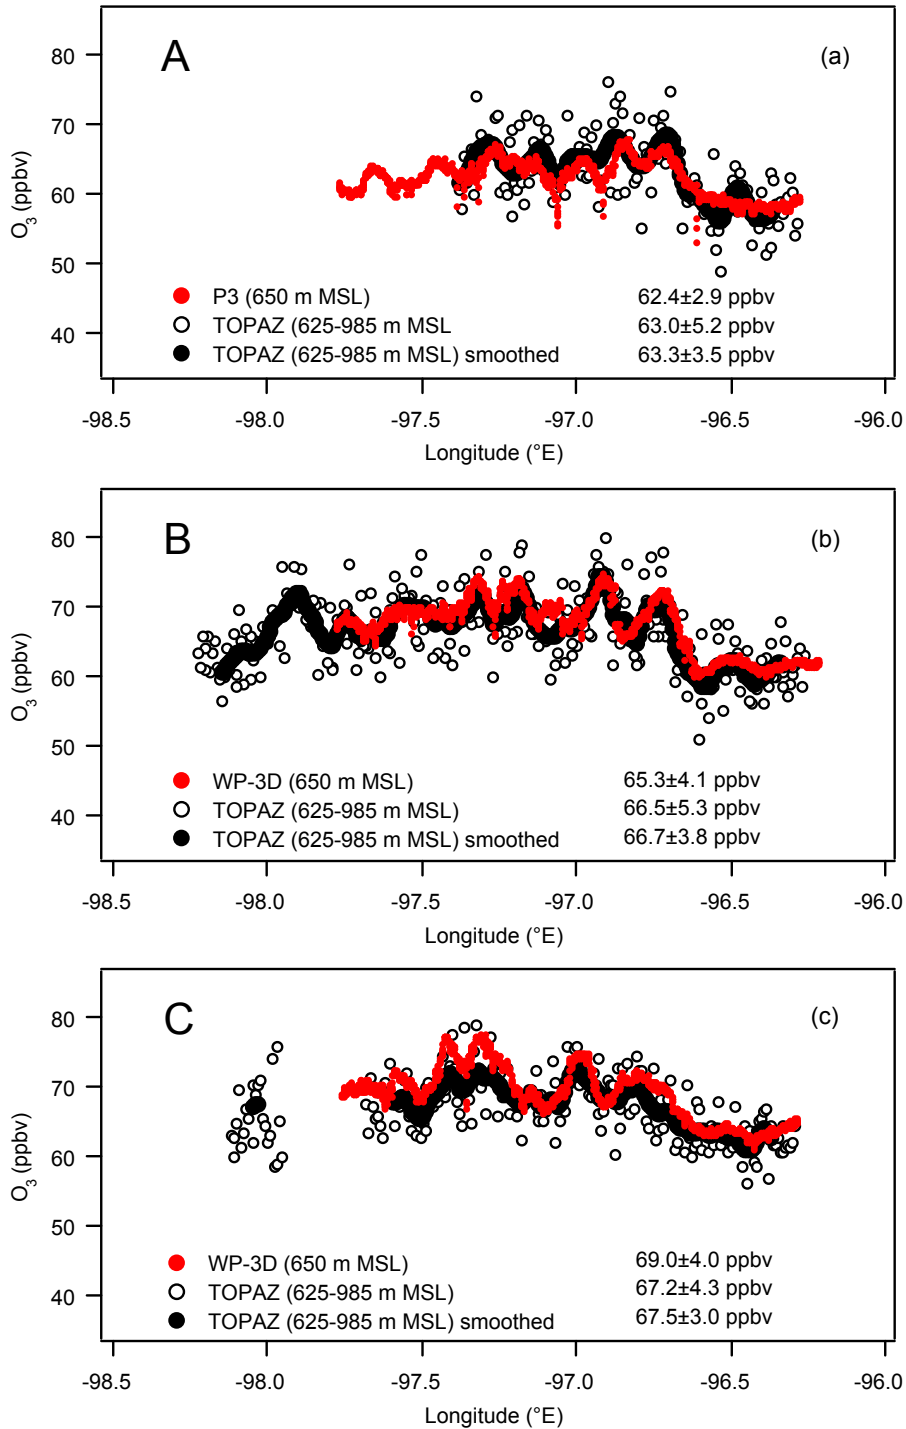 A
(a)
80
70
60
50
40
O3 (ppbv)
P3 (650 m MSL) 62.4±2.9 ppbv
TOPAZ (625-985 m MSL 63.0±5.2 ppbv
TOPAZ (625-985 m MSL) smoothed 63.3±3.5 ppbv
-98.5 -98.0 -97.5 -97.0 -96.5 -96.0
Longitude (°E)
B
(b)
80
70
60
50
40
O3 (ppbv)
WP-3D (650 m MSL) 65.3±4.1 ppbv
TOPAZ (625-985 m MSL) 66.5±5.3 ppbv
TOPAZ (625-985 m MSL) smoothed 66.7±3.8 ppbv
-98.5 -98.0 -97.5 -97.0 -96.5 -96.0
Longitude (°E)
C
(c)
80
70
60
50
40
O3 (ppbv)
WP-3D (650 m MSL) 69.0±4.0 ppbv
TOPAZ (625-985 m MSL) 67.2±4.3 ppbv
TOPAZ (625-985 m MSL) smoothed 67.5±3.0 ppbv
-98.5 -98.0 -97.5 -97.0 -96.5 -96.0
Longitude (°E)